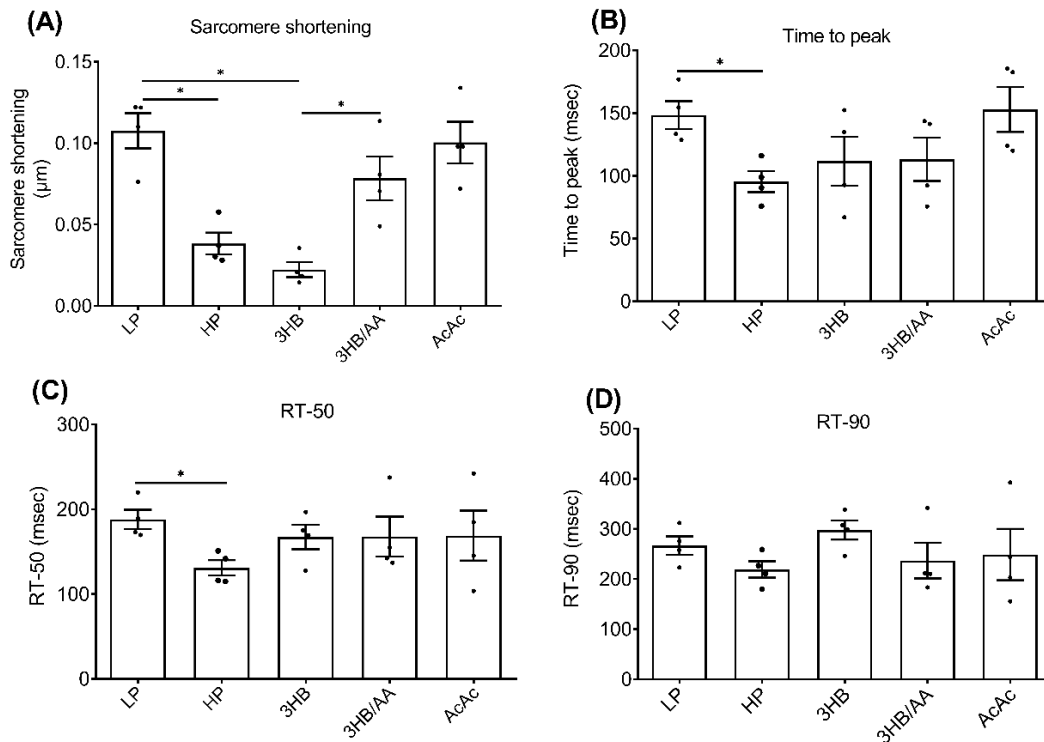 (A)
Sarcomere shortening
0.15
0.10
0.05
0.00
Sarcomere shortening
(µm)
*
*
*
LP
HP
3HB
3HB/AA
AcAc
(B)
Time to peak
200
150
100
50
0
Time to peak (msec)
*
LP
HP
3HB
3HB/AA
AcAc
(C)
RT-50
300
200
100
0
RT-50 (msec)
*
LP
HP
3HB
3HB/AA
AcAc
(D)
RT-90
500
400
300
200
100
0
RT-90 (msec)
LP
HP
3HB
3HB/AA
AcAc